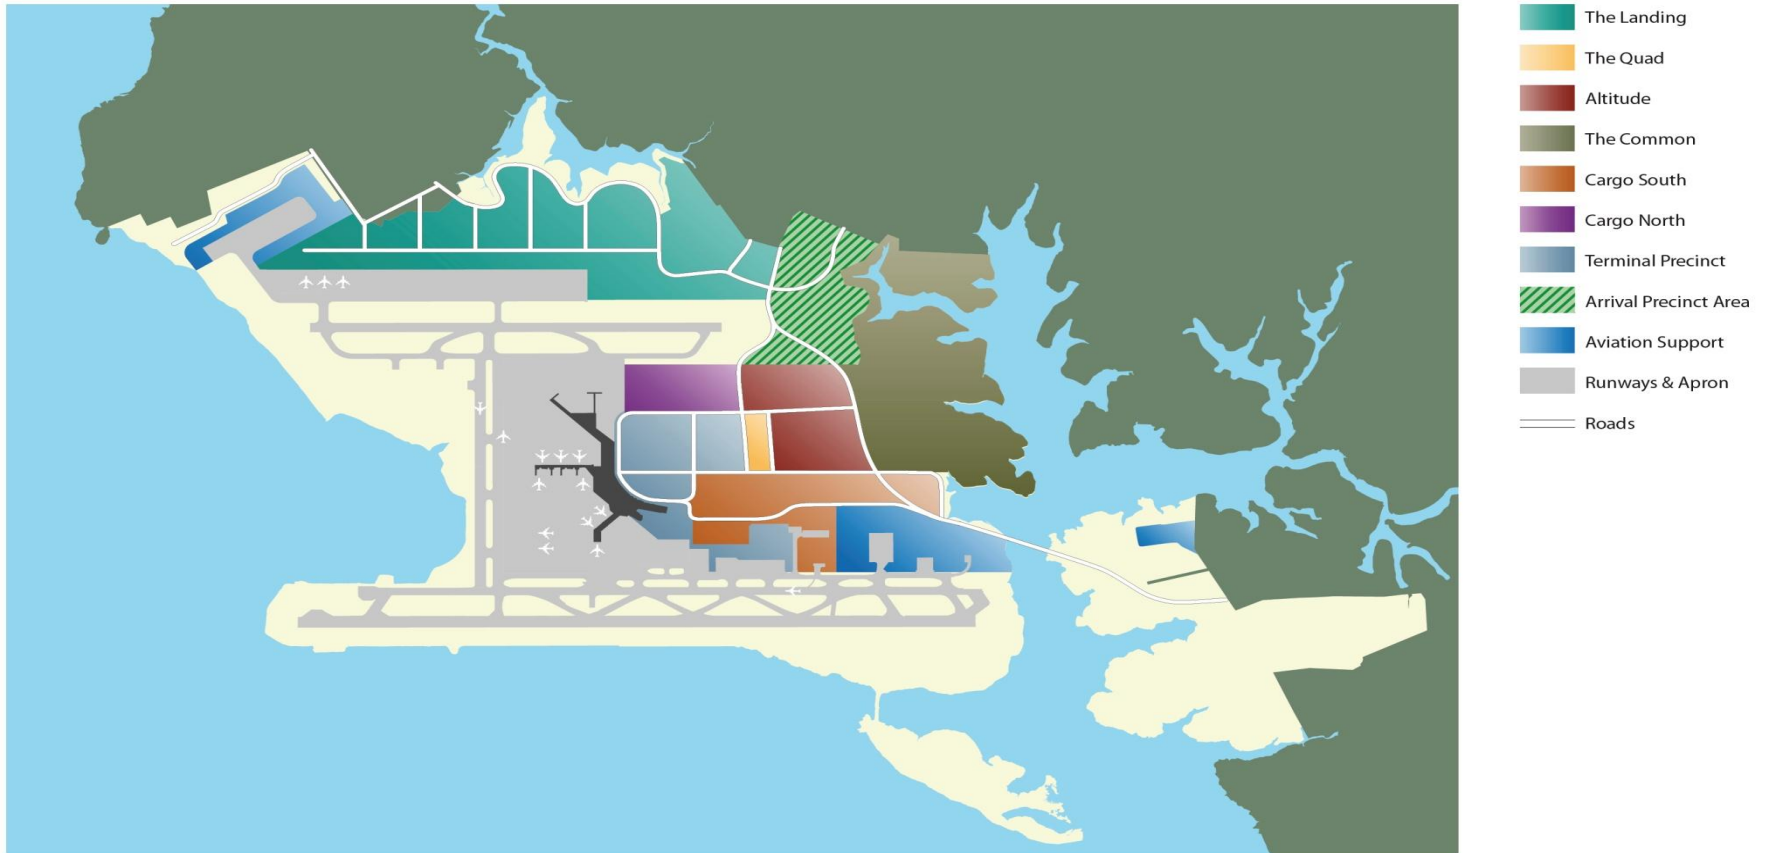 The Landing
The Quad
Altitude
The Common
Cargo South
Cargo North
Terminal Precinct
Arrival Precinct Area
Aviation Support
Runways & Apron
Roads